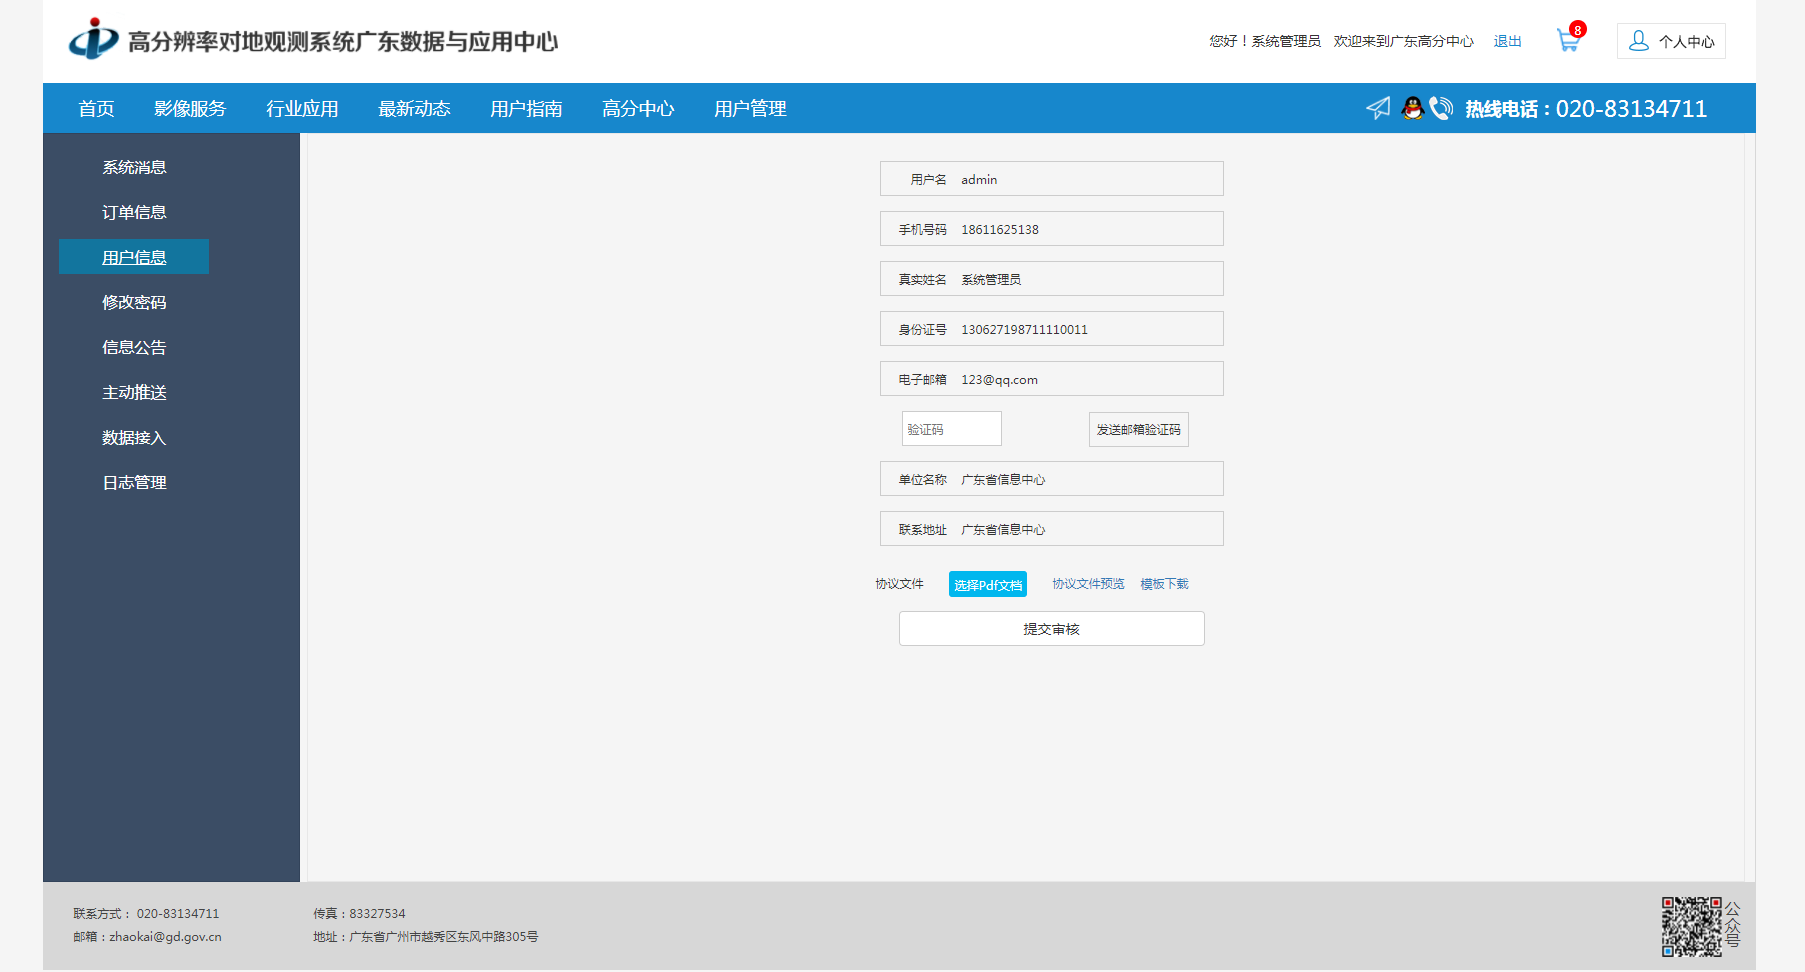 高分辨率对地观测系统广东数据与应用中心
您好！系统管理员 欢迎来到广东高分中心 退出 8 个人中心
首页 影像服务 行业应用 最新动态 用户指南 高分中心 用户管理 热线电话：020-83134711
系统消息
订单信息
用户信息
修改密码
信息公告
主动推送
数据接入
日志管理
用户名 admin
手机号码 18611625138
真实姓名 系统管理员
身份证号 130627198711110011
电子邮箱 123@qq.com
验证码 发送邮箱验证码
单位名称 广东省信息中心
联系地址 广东省信息中心
协议文件 选择Pdf文档 协议文件预览 模板下载
提交审核
联系方式： 020-83134711 传真：83327534
邮箱：zhaokai@gd.gov.cn 地址：广东省广州市越秀区东风中路305号
公众号